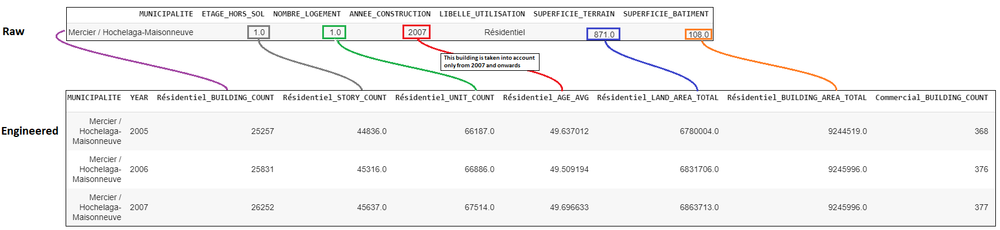 MUNICIPALITE ETAGE_HORS_SOL NOMBRE_LOGEMENT ANNEE_CONSTRUCTION LIBELLE_UTILISATION SUPERFICIE_TERRAIN SUPERFICIE_BATIMENT
Raw
Mercier / Hochelaga-Maisonneuve 1.0 1.0 2007 Résidentiel 871.0 108.0
This building is taken into account
only from 2007 and onwards
MUNICIPALITE YEAR Résidentiel_BUILDING_COUNT Résidentiel_STORY_COUNT Résidentiel_UNIT_COUNT Résidentiel_AGE_AVG Résidentiel_LAND_AREA_TOTAL Résidentiel_BUILDING_AREA_TOTAL Commercial_BUILDING_COUNT
Engineered
Mercier /
Hochelaga-
Maisonneuve
2005 25257 44836.0 66187.0 49.637012 6780004.0 9244519.0 368
Mercier /
Hochelaga-
Maisonneuve
2006 25831 45316.0 66886.0 49.509194 6831706.0 9245996.0 376
Mercier /
Hochelaga-
Maisonneuve
2007 26252 45637.0 67514.0 49.696633 6863713.0 9245996.0 377